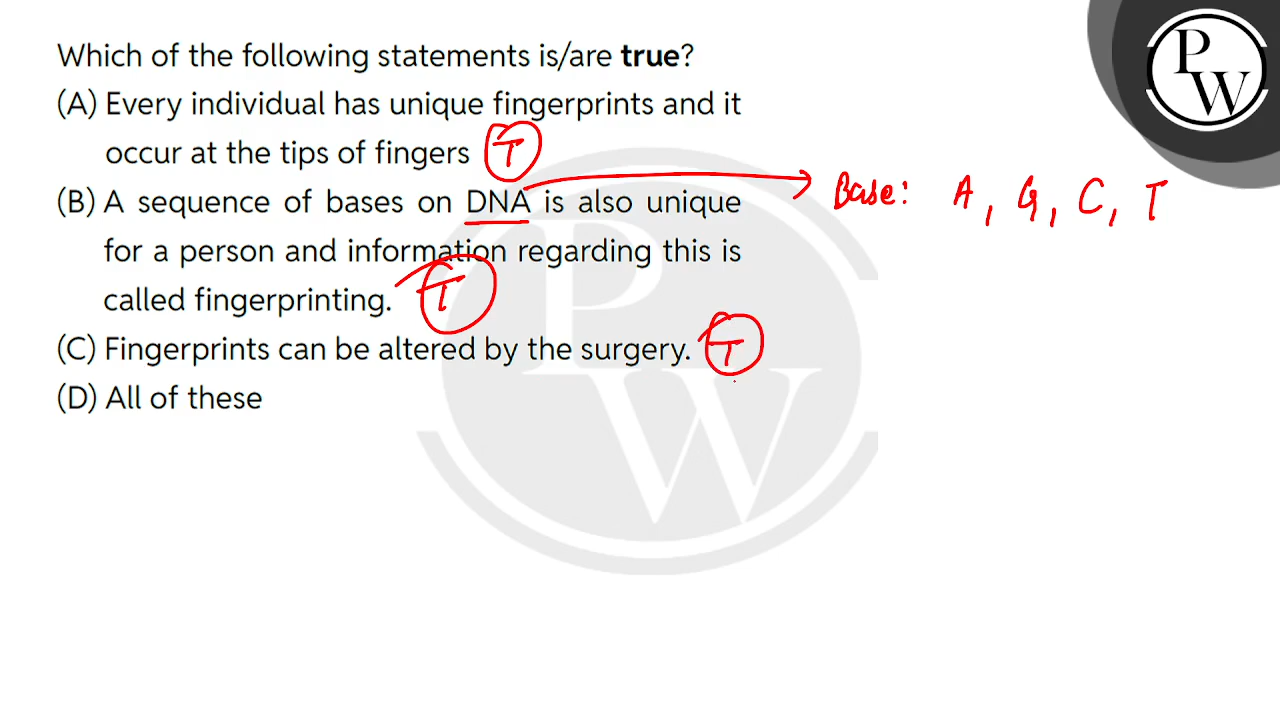 Which of the following statements is/are true?
(A) Every individual has unique fingerprints and it
occur at the tips of fingers T
(B) A sequence of bases on DNA is also unique
Base: A, G, C, T
for a person and information regarding this is
called fingerprinting. T
(C) Fingerprints can be altered by the surgery. T
(D) All of these
P
W
P
W